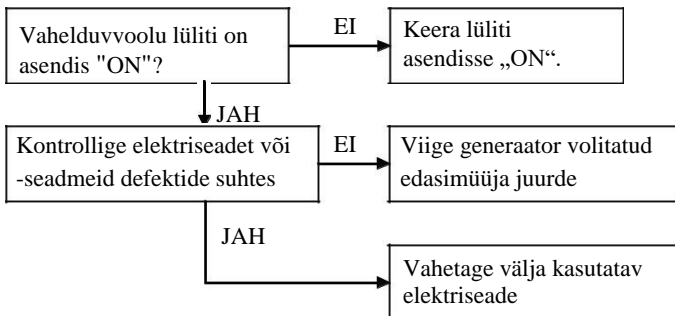 Vahelduvvoolu lüliti on
asendis "ON"?
EI
Keera lüliti
asendisse „ON“.
JAH
Kontrollige elektriseadet või
-seadmeid defektide suhtes
EI
Viige generaator volitatud
edasimüüja juurde
JAH
Vahetage välja kasutatav
elektriseade